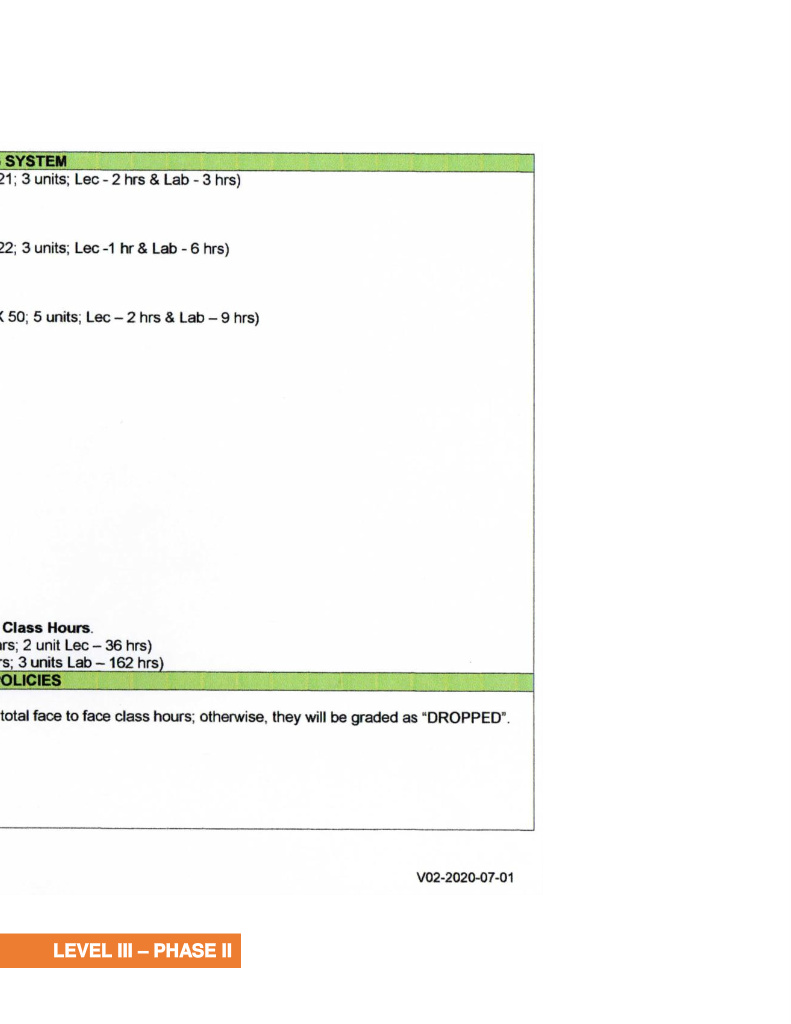 SYSTEM
21; 3 units; Lec - 2 hrs & Lab - 3 hrs)
22; 3 units; Lec -1 hr & Lab - 6 hrs)
50; 5 units; Lec – 2 hrs & Lab – 9 hrs)
Class Hours.
rs; 2 unit Lec – 36 hrs)
rs; 3 units Lab – 162 hrs)
OLICIES
total face to face class hours; otherwise, they will be graded as “DROPPED”.
V02-2020-07-01
LEVEL III – PHASE II